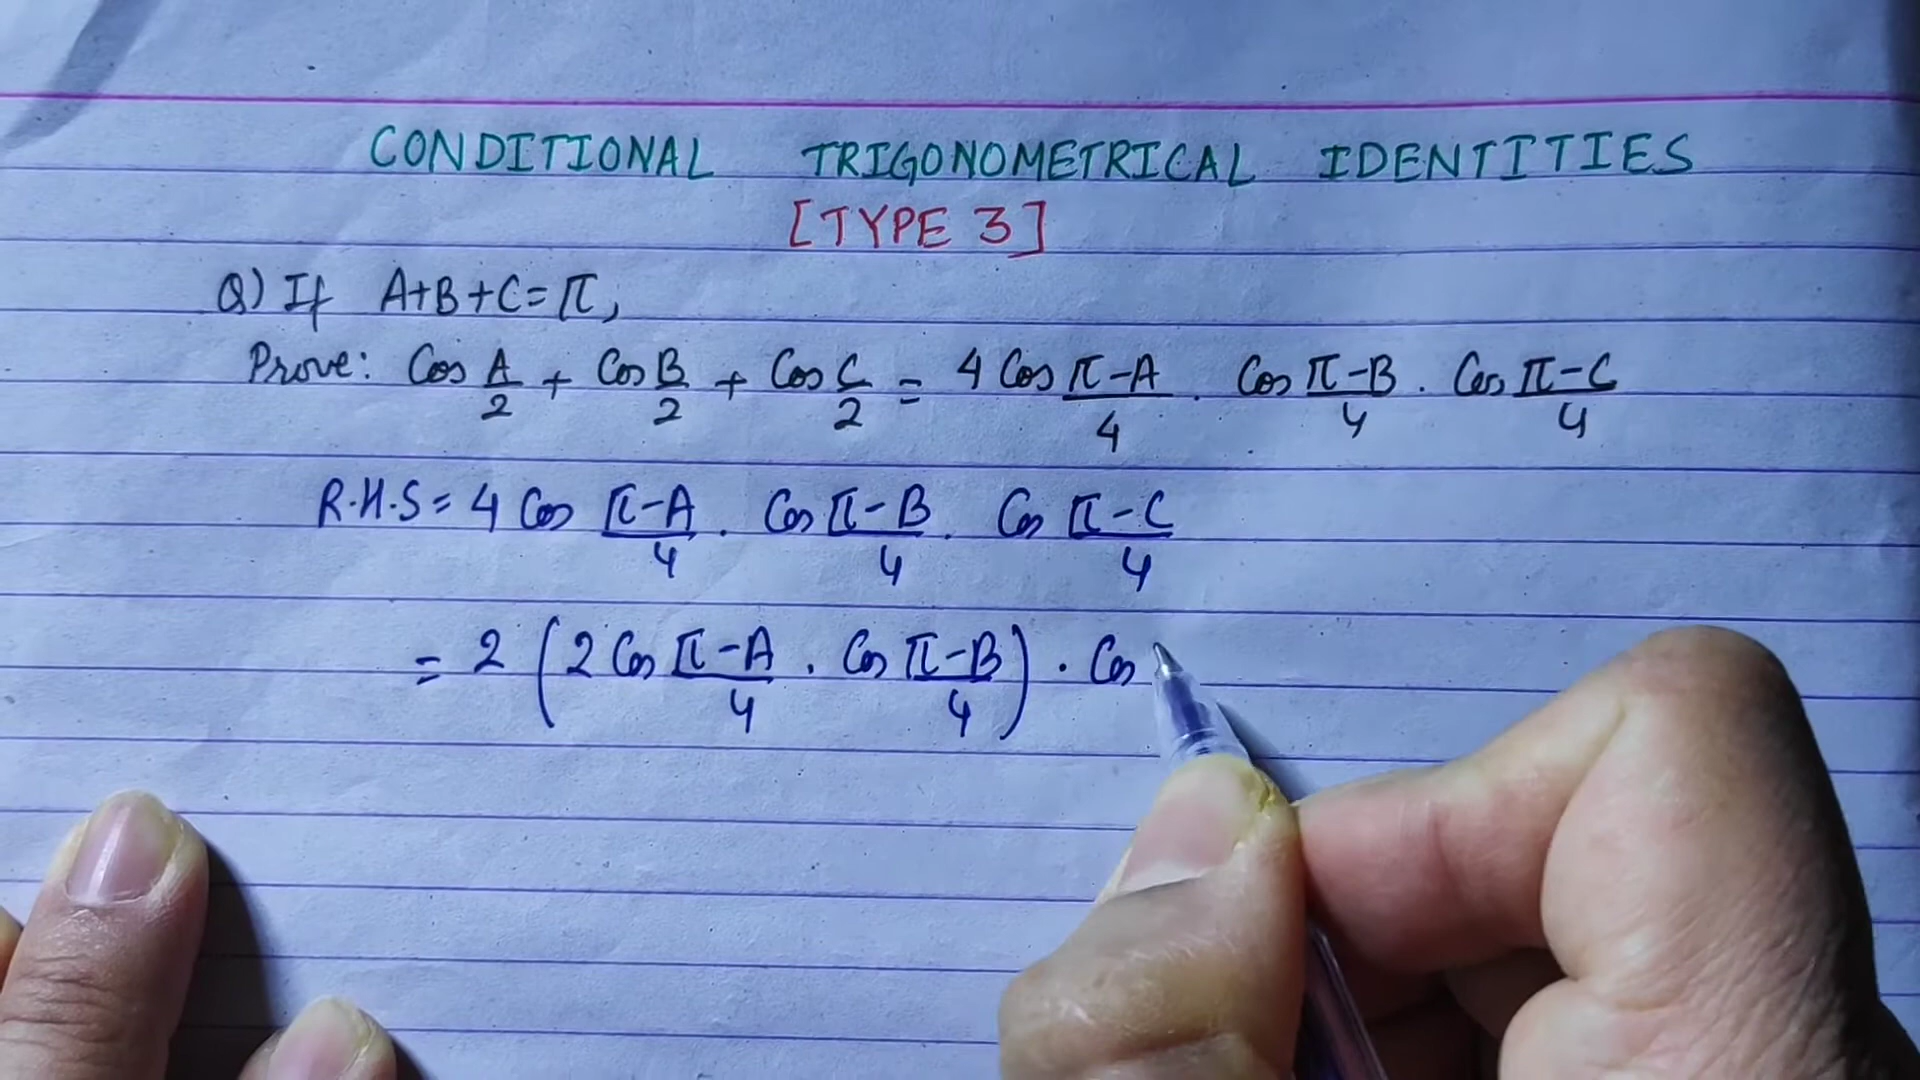 CONDITIONAL TRIGONOMETRICAL IDENTITIES
[TYPE 3]
Q) If A+B+C=π,
Prove: Cos A/2 + Cos B/2 + Cos C/2 = 4 Cos π-A/4 . Cos π-B/4 . Cos π-C/4
R.H.S = 4 Cos π-A/4 . Cos π-B/4 . Cos π-C/4
= 2 (2 Cos π-A/4 . Cos π-B/4) . Cos